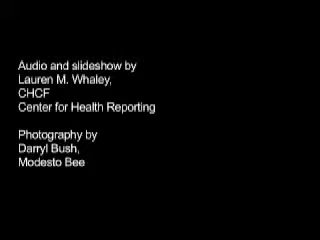 Audio and slideshow by
Lauren M. Whaley,
CHCF
Center for Health Reporting
Photography by
Darryl Bush,
Modesto Bee